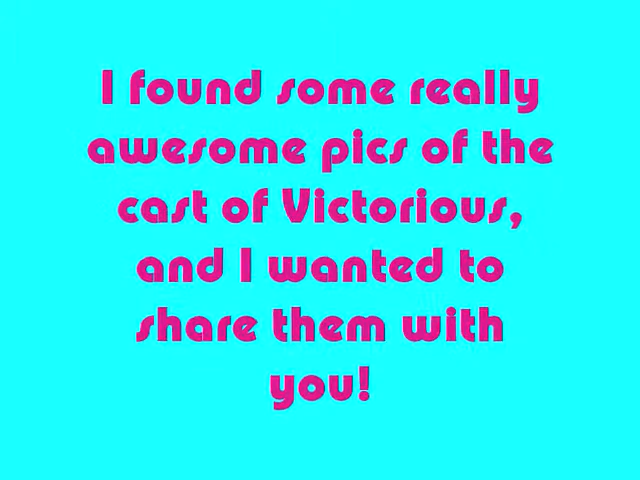 I found some really
awesome pics of the
cast of Victorious,
and I wanted to
share them with
you!